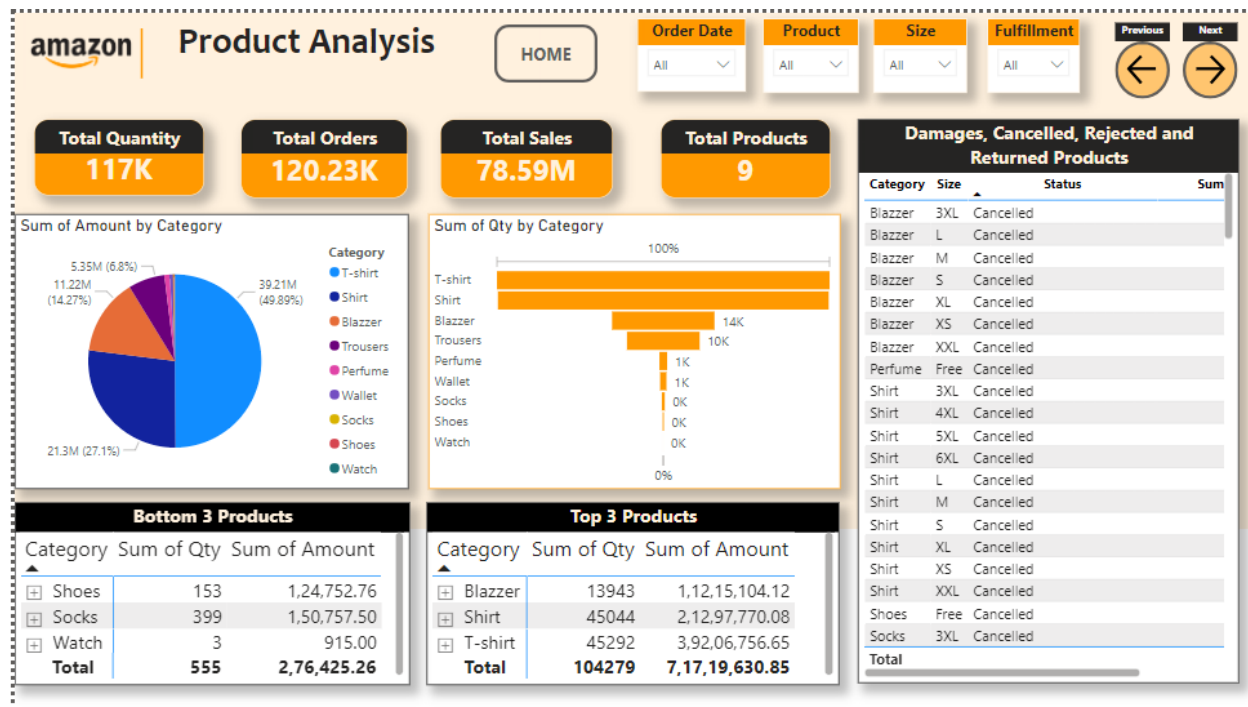 amazon
Product Analysis
HOME
Order Date
All
Product
All
Size
All
Fulfillment
All
Previous
Next
Total Quantity
117K
Total Orders
120.23K
Total Sales
78.59M
Total Products
9
Sum of Amount by Category
5.35M (6.8%)
11.22M
(14.27%)
39.21M
(49.89%)
21.3M (27.1%)
Category
T-shirt
Shirt
Blazzer
Trousers
Perfume
Wallet
Socks
Shoes
Watch
Sum of Qty by Category
100%
T-shirt
Shirt
Blazzer 14K
Trousers 10K
Perfume 1K
Wallet 1K
Socks 0K
Shoes 0K
Watch 0K
0%
Damages, Cancelled, Rejected and
Returned Products
Category Size Status Sum
Blazzer 3XL Cancelled
Blazzer L Cancelled
Blazzer M Cancelled
Blazzer S Cancelled
Blazzer XL Cancelled
Blazzer XS Cancelled
Blazzer XXL Cancelled
Perfume Free Cancelled
Shirt 3XL Cancelled
Shirt 4XL Cancelled
Shirt 5XL Cancelled
Shirt 6XL Cancelled
Shirt L Cancelled
Shirt M Cancelled
Shirt S Cancelled
Shirt XL Cancelled
Shirt XS Cancelled
Shirt XXL Cancelled
Shoes Free Cancelled
Socks 3XL Cancelled
Total
Bottom 3 Products
Category Sum of Qty Sum of Amount
Shoes 153 1,24,752.76
Socks 399 1,50,757.50
Watch 3 915.00
Total 555 2,76,425.26
Top 3 Products
Category Sum of Qty Sum of Amount
Blazzer 13943 1,12,15,104.12
Shirt 45044 2,12,97,770.08
T-shirt 45292 3,92,06,756.65
Total 104279 7,17,19,630.85